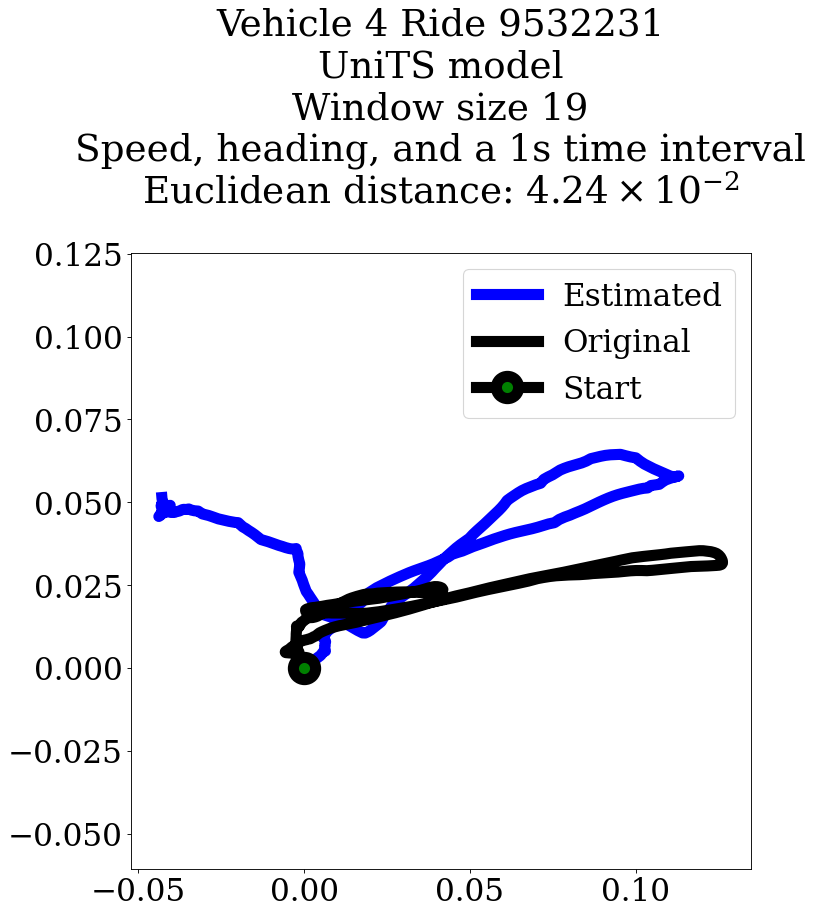 Vehicle 4 Ride 9532231
UniTS model
Window size 19
Speed, heading, and a 1s time interval
Euclidean distance: 4.24 × 10⁻²
0.125
0.100
0.075
0.050
0.025
0.000
−0.025
−0.050
Estimated
Original
Start
−0.05 0.00 0.05 0.10